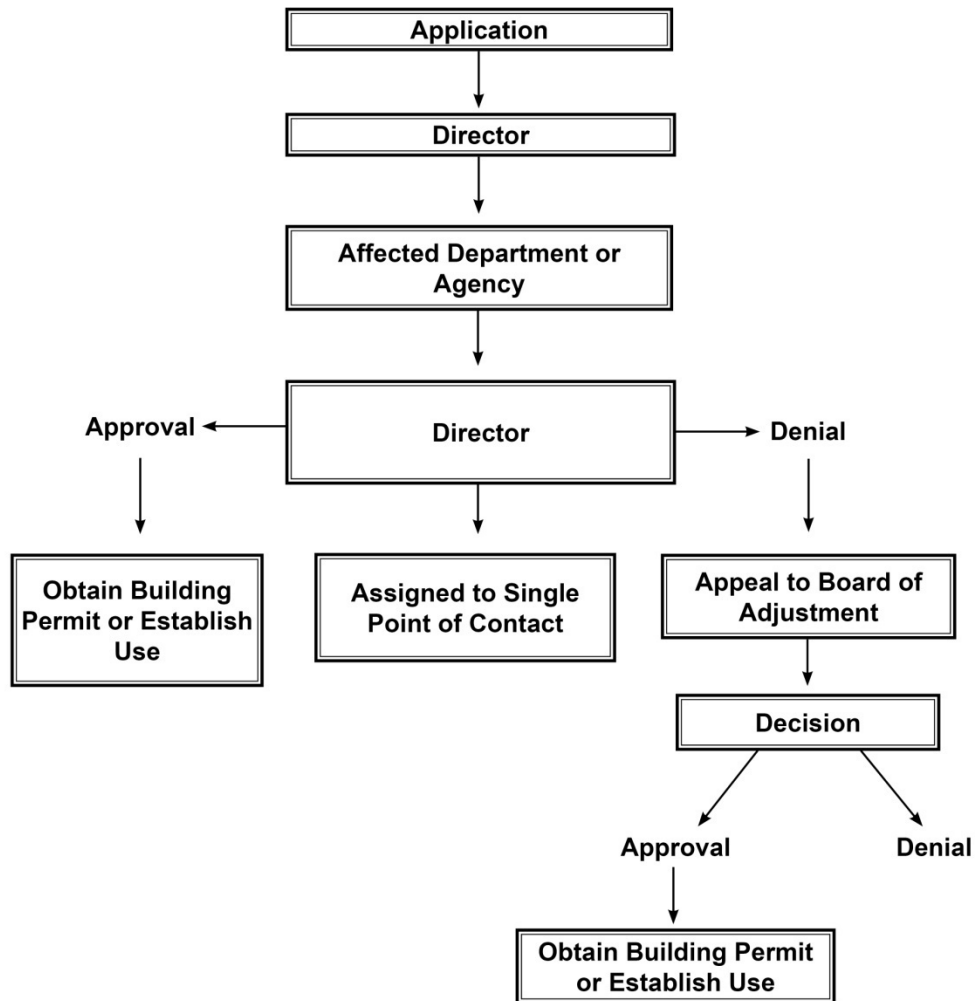 Application
Director
Affected Department or
Agency
Approval
Director
Denial
Obtain Building
Permit or Establish
Use
Assigned to Single
Point of Contact
Appeal to Board of
Adjustment
Decision
Approval
Denial
Obtain Building Permit
or Establish Use